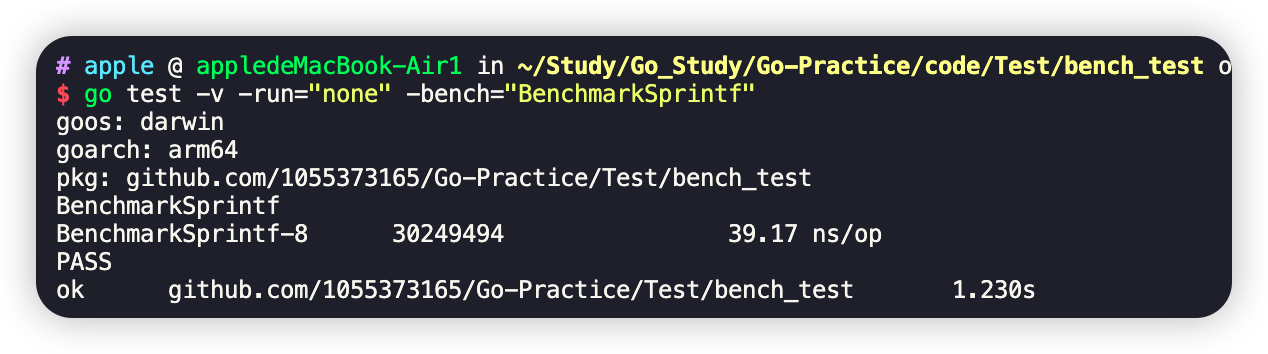 # apple @ appledeMacBook-Air1 in ~/Study/Go_Study/Go-Practice/code/Test/bench_test o
$ go test -v -run="none" -bench="BenchmarkSprintf"
goos: darwin
goarch: arm64
pkg: github.com/1055373165/Go-Practice/Test/bench_test
BenchmarkSprintf
BenchmarkSprintf-8      30249494                39.17 ns/op
PASS
ok      github.com/1055373165/Go-Practice/Test/bench_test       1.230s